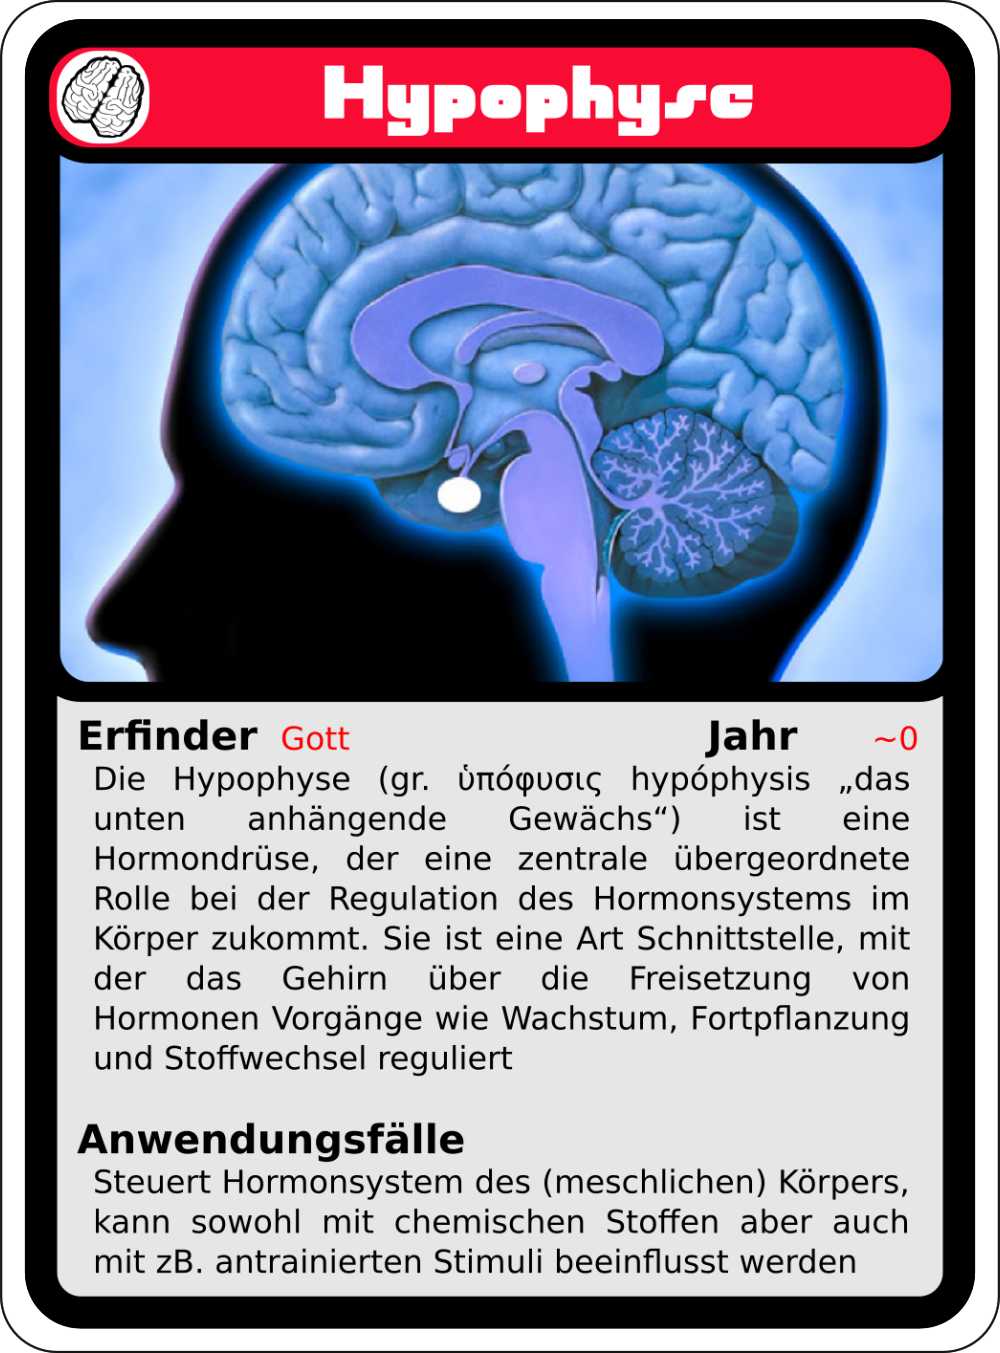 Hypophyse
Erfinder Gott Jahr ~0
Die Hypophyse (gr. ὑπόφυσις hypóphysis „das
unten anhängende Gewächs“) ist eine
Hormondrüse, der eine zentrale übergeordnete
Rolle bei der Regulation des Hormonsystems im
Körper zukommt. Sie ist eine Art Schnittstelle, mit
der das Gehirn über die Freisetzung von
Hormonen Vorgänge wie Wachstum, Fortpflanzung
und Stoffwechsel reguliert
Anwendungsfälle
Steuert Hormonsystem des (meschlichen) Körpers,
kann sowohl mit chemischen Stoffen aber auch
mit zB. antrainierten Stimuli beeinflusst werden